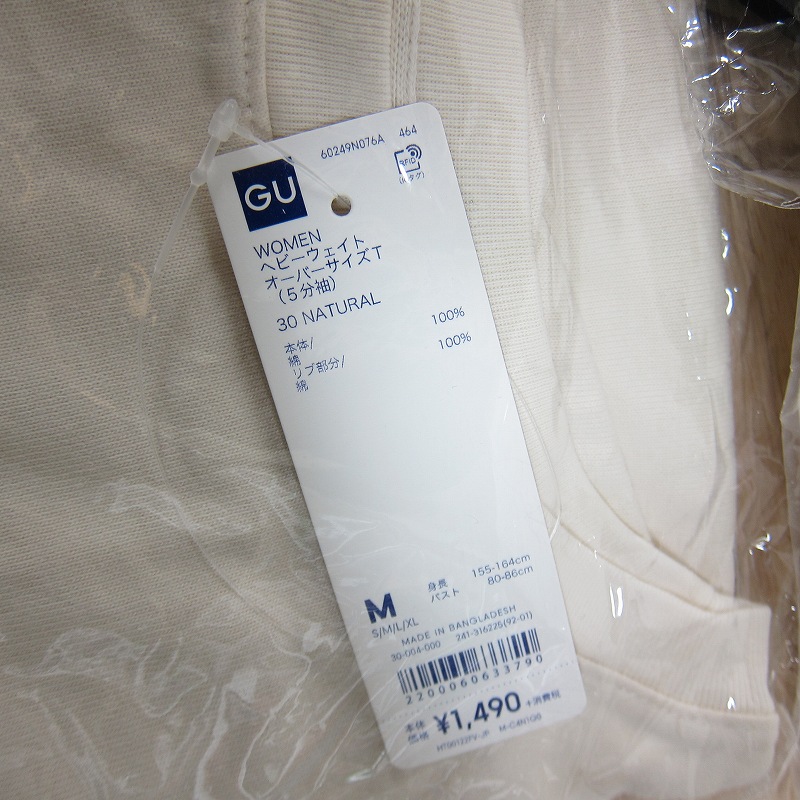 60249N076A 464
GU
RFID
WOMEN
ヘビーウェイト
オーバーサイズT
(5分袖)
30 NATURAL
本体/
綿 100%
リブ部分/
綿 100%
身長 155-164cm
バスト 80-86cm
M
S/M/L/XL
MADE IN BANGLADESH
30-004-000 241-316225(92-01)
2200060633790
本体価格 ¥1,490 +消費税